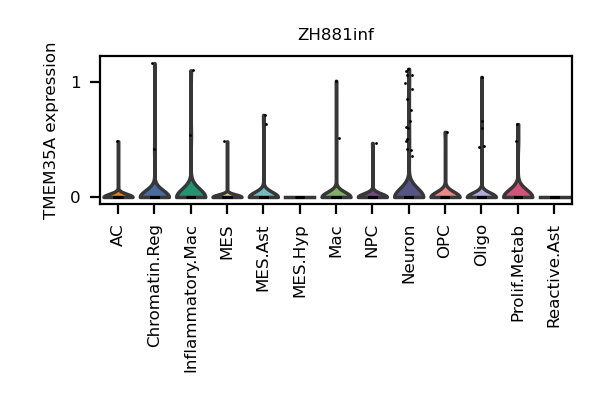 ZH881inf
TMEM35A expression
1
0
AC
Chromatin.Reg
Inflammatory.Mac
MES
MES.Ast
MES.Hyp
Mac
NPC
Neuron
OPC
Oligo
Prolif.Metab
Reactive.Ast